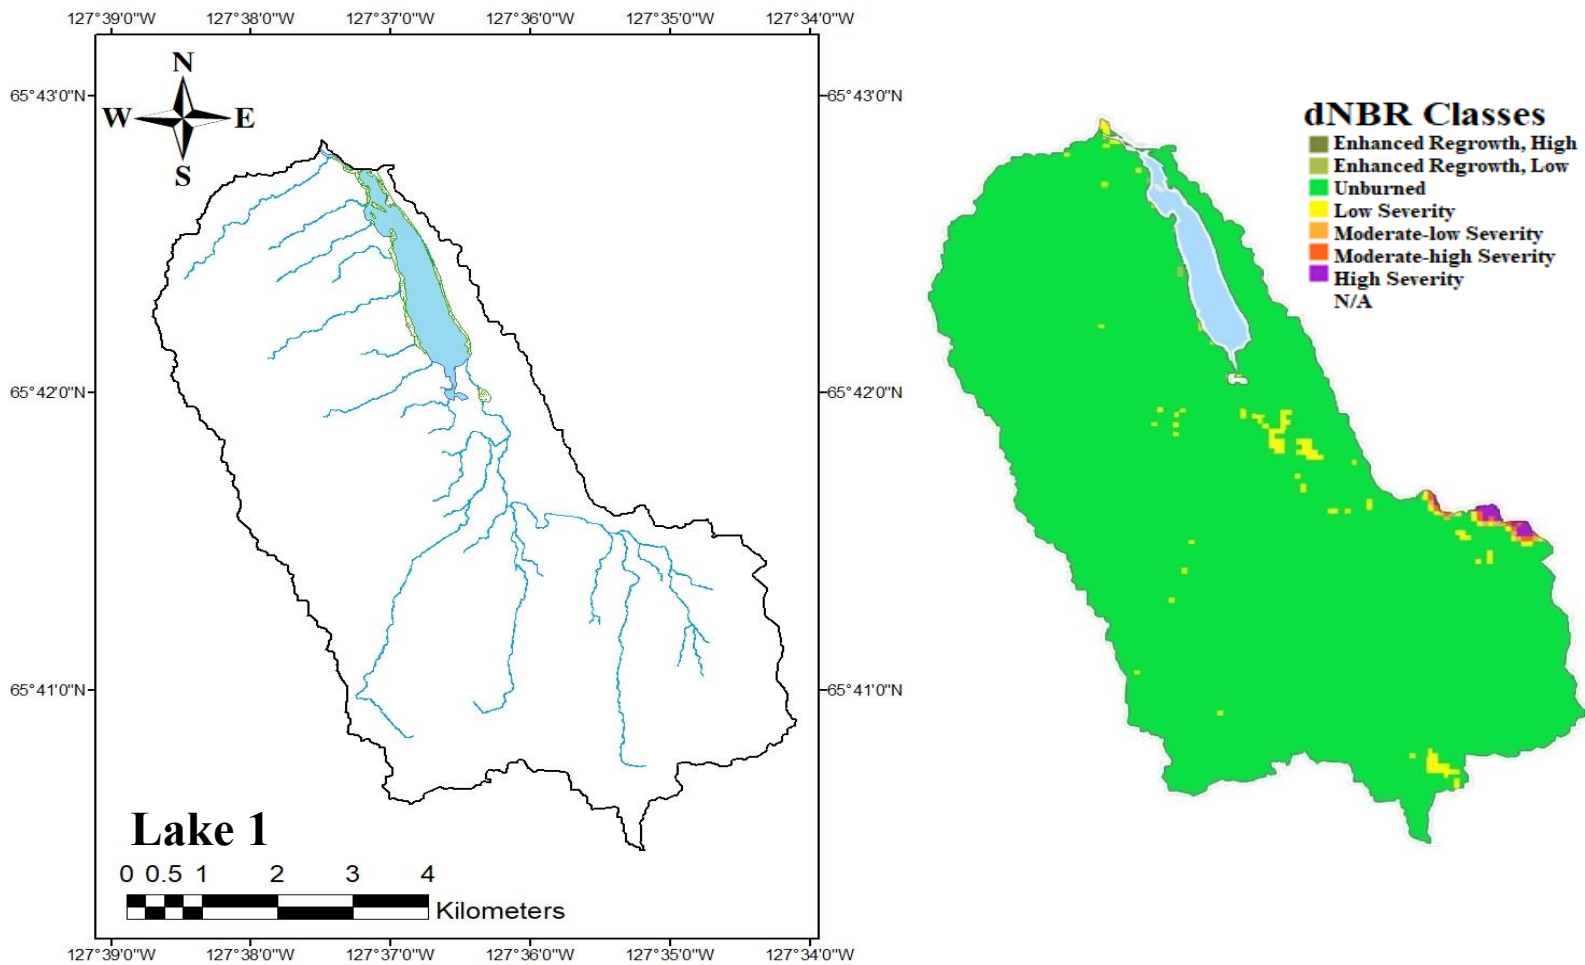 127°39'0"W 127°38'0"W 127°37'0"W 127°36'0"W 127°35'0"W 127°34'0"W
N
W E
S
65°43'0"N 65°43'0"N
65°42'0"N 65°42'0"N
65°41'0"N 65°41'0"N
Lake 1
0 0.5 1 2 3 4
Kilometers
127°39'0"W 127°38'0"W 127°37'0"W 127°36'0"W 127°35'0"W 127°34'0"W
dNBR Classes
Enhanced Regrowth, High
Enhanced Regrowth, Low
Unburned
Low Severity
Moderate-low Severity
Moderate-high Severity
High Severity
N/A